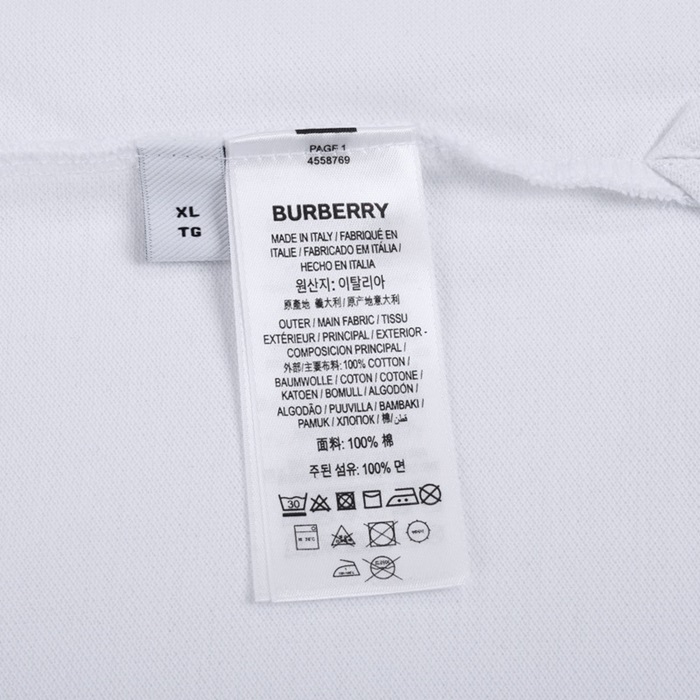 XL
TG
PAGE 1
4558769
BURBERRY
MADE IN ITALY / FABRIQUÉ EN
ITALIE / FABRICADO EM ITÁLIA /
HECHO EN ITALIA
원산지: 이탈리아
原產地 義大利 / 原产地意大利
OUTER / MAIN FABRIC / TISSU
EXTÉRIEUR / PRINCIPAL / EXTERIOR -
COMPOSICION PRINCIPAL /
外部/主要布料:100% COTTON /
BAUMWOLLE / COTON / COTONE /
KATOEN / BOMULL / ALGODÓN /
ALGODÃO / PUUVILLA / BAMBAKI /
PAMUK / ХЛОПОК / 棉/ قطن
面料: 100% 棉
주된 섬유: 100% 면
30